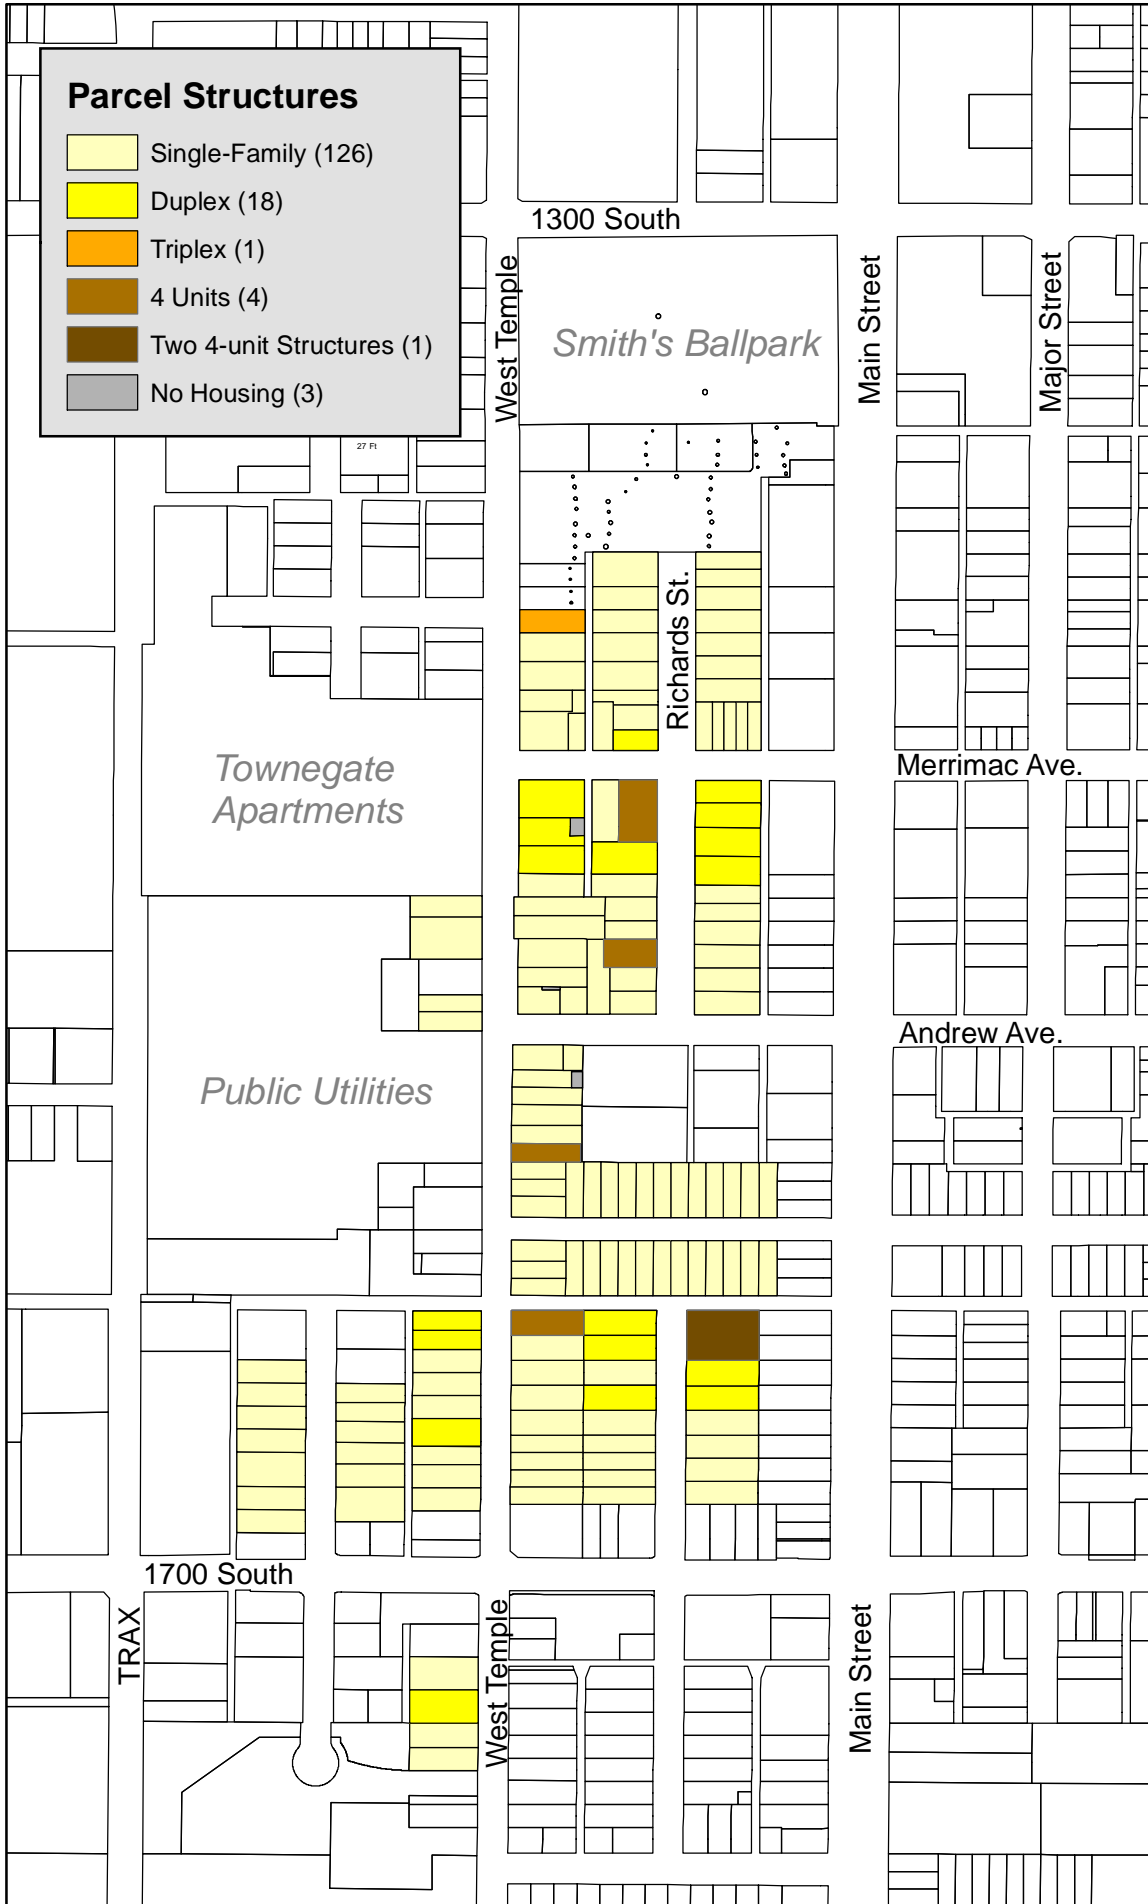 Parcel Structures
Single-Family (126)
Duplex (18)
Triplex (1)
4 Units (4)
Two 4-unit Structures (1)
No Housing (3)
1300 South
West Temple
Smith's Ballpark
Main Street
Major Street
27 Ft
Richards St.
Townegate
Apartments
Merrimac Ave.
Andrew Ave.
Public Utilities
1700 South
TRAX
West Temple
Main Street